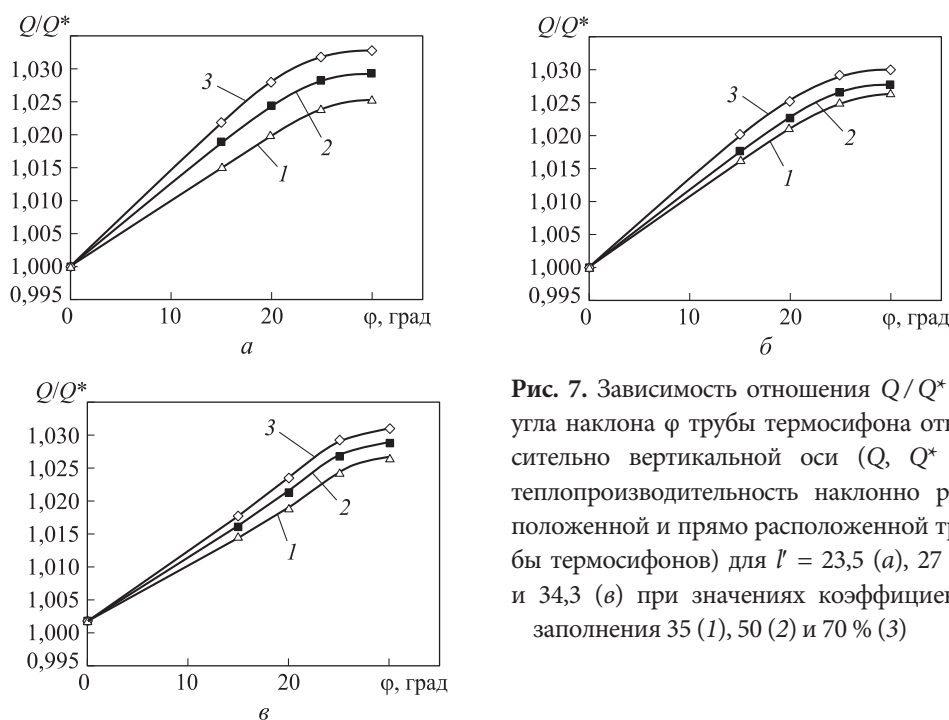 Q/Q*
1,030
1,025
1,020
1,015
1,010
1,005
1,000
0,995
3
2
1
0 10 20 φ, град
а
Q/Q*
1,030
1,025
1,020
1,015
1,010
1,005
1,000
0,995
3
2
1
0 10 20 φ, град
б
Q/Q*
1,030
1,025
1,020
1,015
1,010
1,005
1,000
0,995
3
2
1
0 10 20 φ, град
в
Рис. 7. Зависимость отношения Q/Q*
угла наклона φ трубы термосифона отн
сительно вертикальной оси (Q, Q*
теплопроизводительность наклонно р
положенной и прямо расположенной тр
бы термосифонов) для l′ = 23,5 (а), 27
и 34,3 (в) при значениях коэффициен
заполнения 35 (1), 50 (2) и 70 % (3)